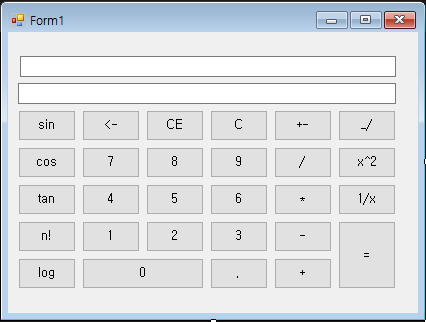 Form1
sin <- CE C +- _/
cos 7 8 9 / x^2
tan 4 5 6 * 1/x
n! 1 2 3 - =
log 0 . +